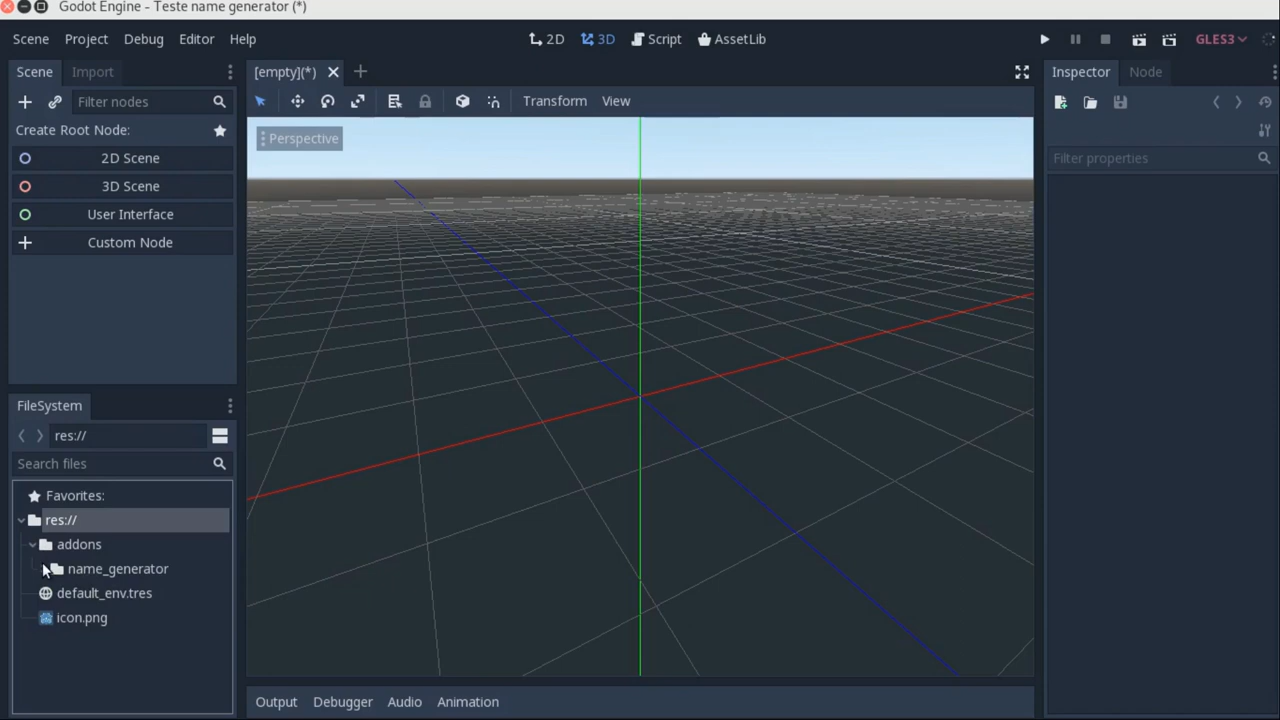 Godot Engine - Teste name generator (*)
Scene Project Debug Editor Help
2D 3D Script AssetLib
GLES3
Scene Import
[empty](*)
Inspector Node
Filter nodes
Transform View
Create Root Node:
2D Scene
3D Scene
User Interface
Custom Node
Perspective
Filter properties
FileSystem
res://
Search files
Favorites:
res://
addons
name_generator
default_env.tres
icon.png
Output Debugger Audio Animation